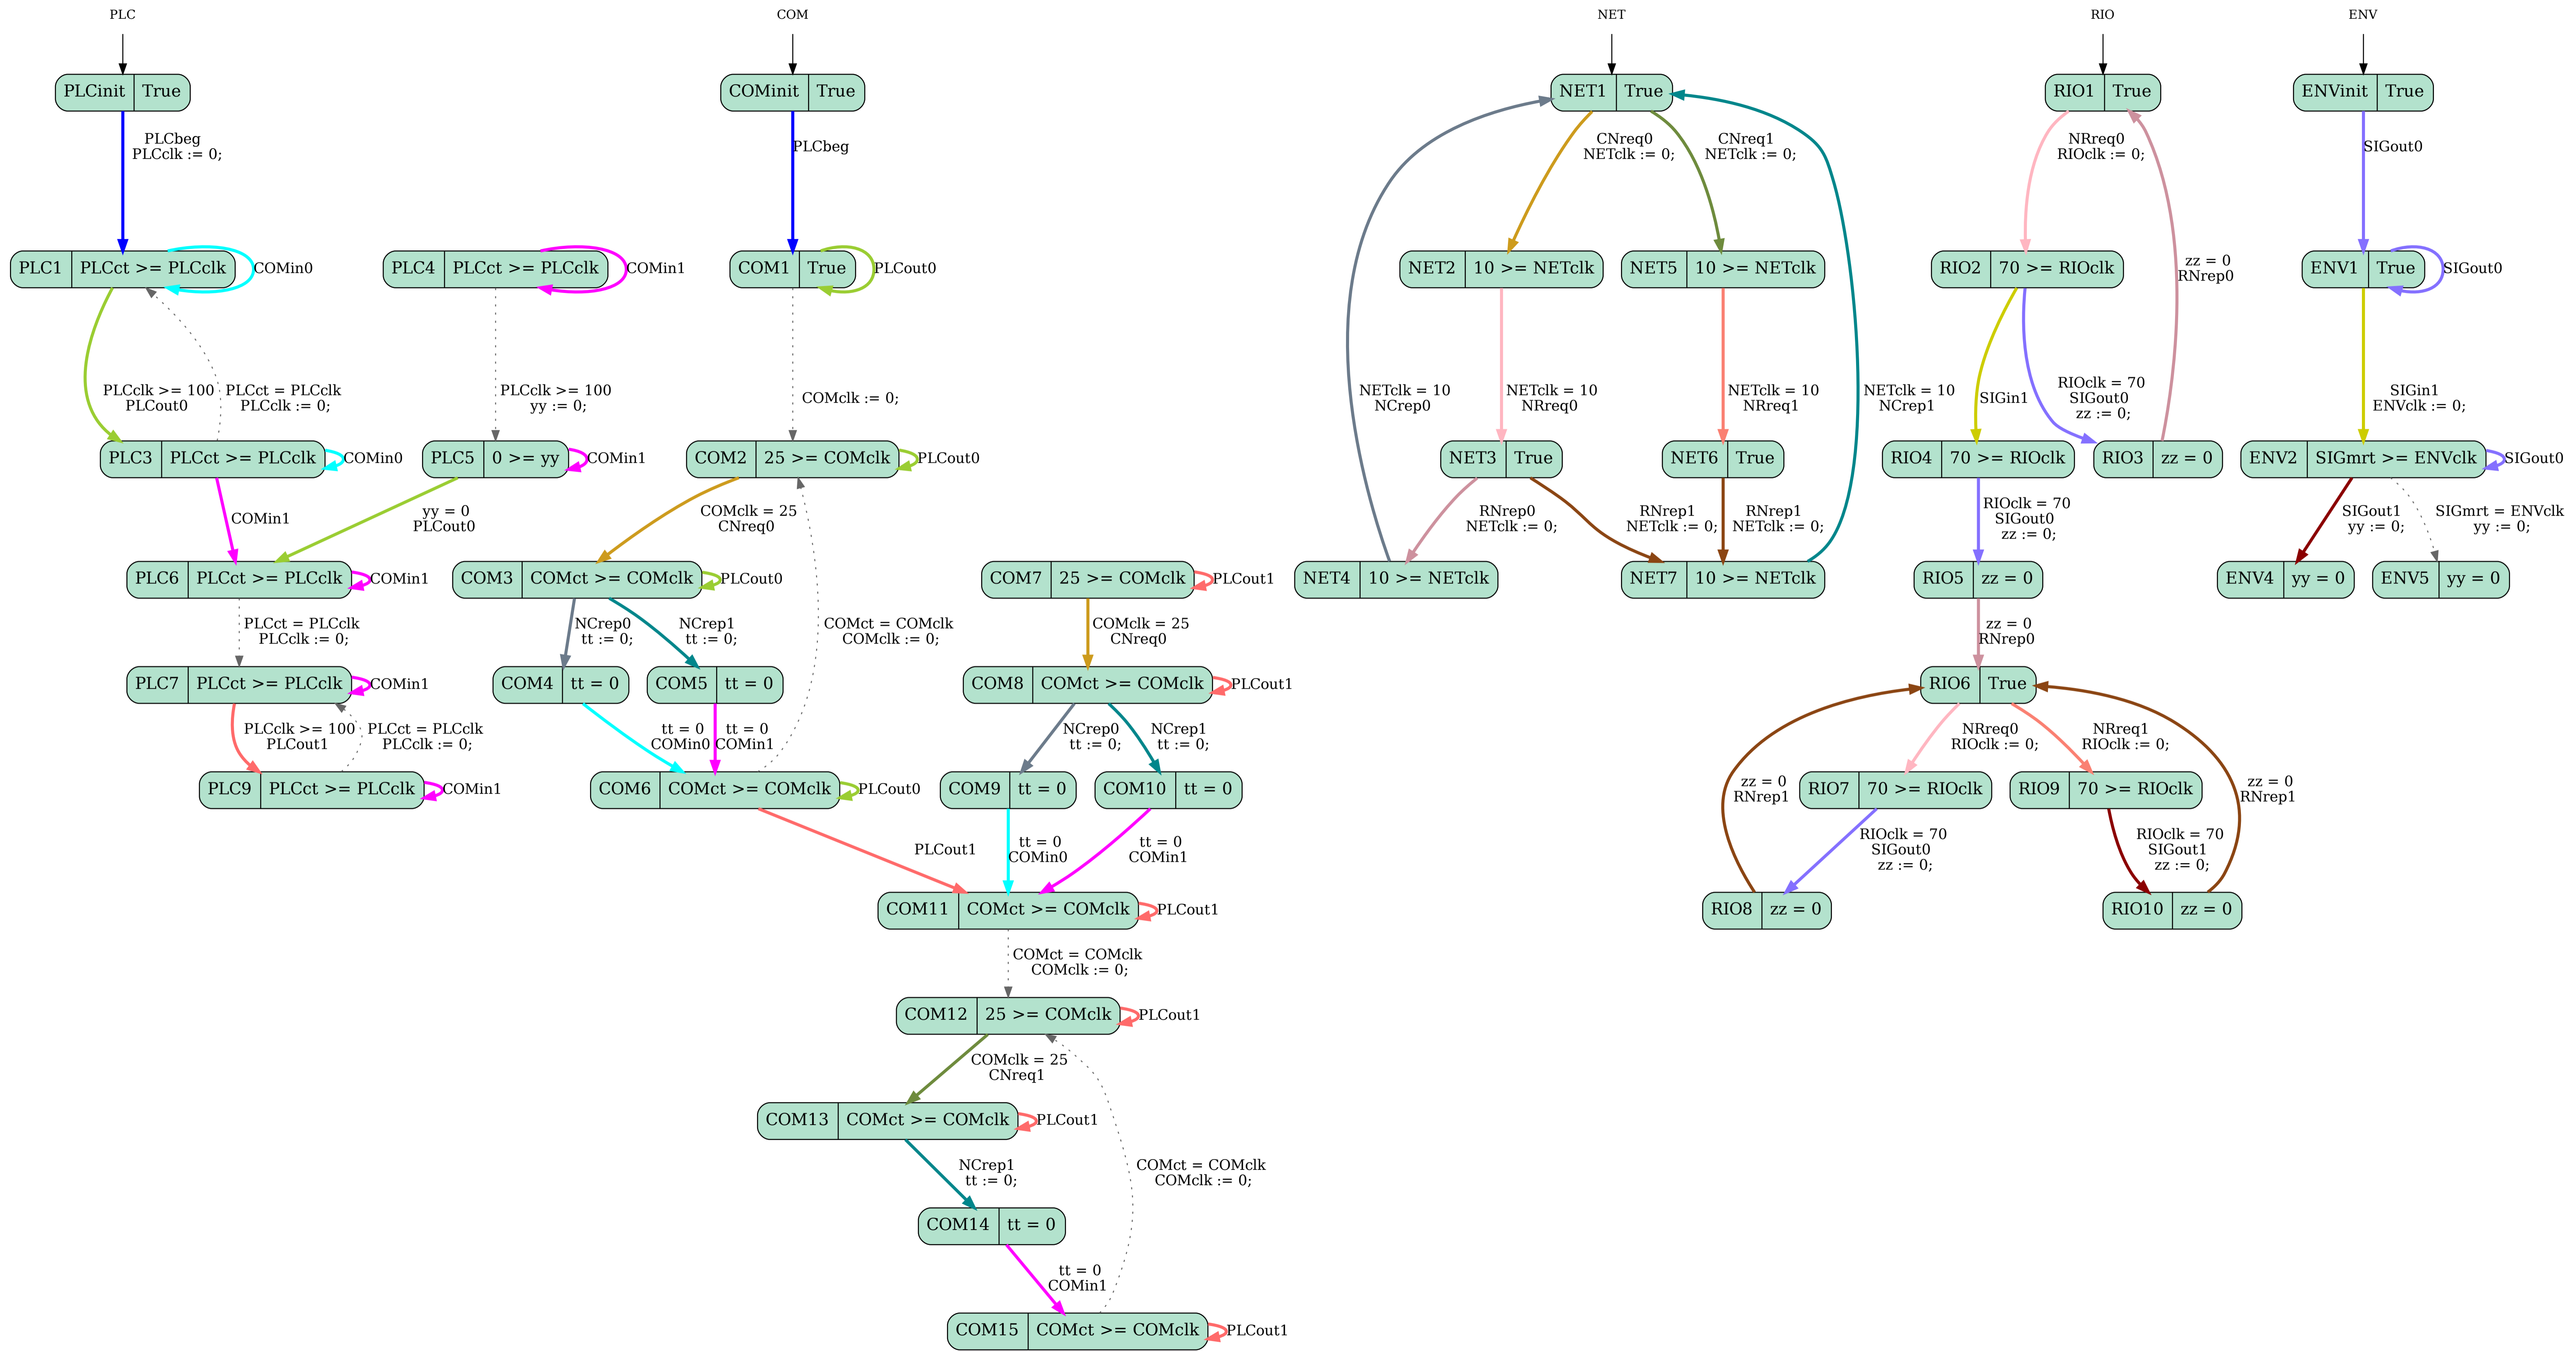 PLC
PLCinit True
PLCbeg
PLCclk := 0;
PLC1 PLCct >= PLCclk
COMin0
PLCclk >= 100
PLCout0
PLCct = PLCclk
PLCclk := 0;
PLC3 PLCct >= PLCclk
COMin0
COMin1
PLC4 PLCct >= PLCclk
COMin1
PLCclk >= 100
yy := 0;
PLC5 0 >= yy
COMin1
yy = 0
PLCout0
PLC6 PLCct >= PLCclk
COMin1
PLCct = PLCclk
PLCclk := 0;
PLC7 PLCct >= PLCclk
COMin1
PLCclk >= 100
PLCout1
PLCct = PLCclk
PLCclk := 0;
PLC9 PLCct >= PLCclk
COMin1
COM
COMinit True
PLCbeg
COM1 True
PLCout0
COMclk := 0;
COM2 25 >= COMclk
PLCout0
COMclk = 25
CNreq0
COM3 COMct >= COMclk
PLCout0
NCrep0
tt := 0;
NCrep1
tt := 0;
COMct = COMclk
COMclk := 0;
COM4 tt = 0
COM5 tt = 0
tt = 0
COMin0
tt = 0
COMin1
COM6 COMct >= COMclk
PLCout0
PLCout1
COM7 25 >= COMclk
PLCout1
COMclk = 25
CNreq0
COM8 COMct >= COMclk
PLCout1
NCrep0
tt := 0;
NCrep1
tt := 0;
COM9 tt = 0
COM10 tt = 0
tt = 0
COMin0
tt = 0
COMin1
COM11 COMct >= COMclk
PLCout1
COMct = COMclk
COMclk := 0;
COM12 25 >= COMclk
PLCout1
COMclk = 25
CNreq1
COM13 COMct >= COMclk
PLCout1
NCrep1
tt := 0;
COMct = COMclk
COMclk := 0;
COM14 tt = 0
tt = 0
COMin1
COM15 COMct >= COMclk
PLCout1
NET
NET1 True
CNreq0
NETclk := 0;
CNreq1
NETclk := 0;
NET2 10 >= NETclk
NET5 10 >= NETclk
NETclk = 10
NCrep0
NETclk = 10
NRreq0
NETclk = 10
NRreq1
NETclk = 10
NCrep1
NET3 True
NET6 True
RNrep0
NETclk := 0;
RNrep1
NETclk := 0;
RNrep1
NETclk := 0;
NET4 10 >= NETclk
NET7 10 >= NETclk
RIO
RIO1 True
NRreq0
RIOclk := 0;
RIO2 70 >= RIOclk
zz = 0
RNrep0
SIGin1
RIOclk = 70
SIGout0
zz := 0;
RIO4 70 >= RIOclk
RIO3 zz = 0
RIOclk = 70
SIGout0
zz := 0;
RIO5 zz = 0
zz = 0
RNrep0
RIO6 True
NRreq0
RIOclk := 0;
NRreq1
RIOclk := 0;
zz = 0
RNrep1
RIO7 70 >= RIOclk
RIO9 70 >= RIOclk
zz = 0
RNrep1
RIOclk = 70
SIGout0
zz := 0;
RIOclk = 70
SIGout1
zz := 0;
RIO8 zz = 0
RIO10 zz = 0
ENV
ENVinit True
SIGout0
ENV1 True
SIGout0
SIGin1
ENVclk := 0;
ENV2 SIGmrt >= ENVclk
SIGout0
SIGout1
yy := 0;
SIGmrt = ENVclk
yy := 0;
ENV4 yy = 0
ENV5 yy = 0